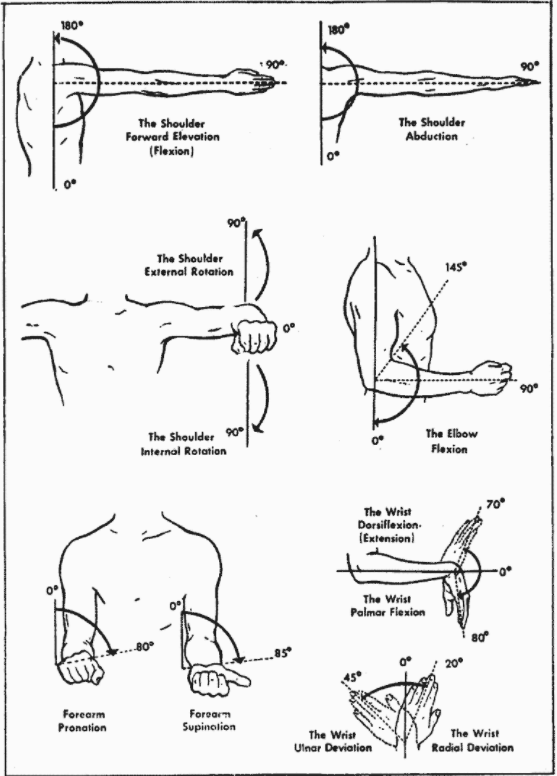 180°
90°
The Shoulder
Forward Elevation
(Flexion)
0°
180°
90°
The Shoulder
Abduction
0°
90°
The Shoulder
External Rotation
0°
90°
The Shoulder
Internal Rotation
145°
90°
0°
The Elbow
Flexion
0°
80°
Forearm
Pronation
0°
85°
Forearm
Supination
The Wrist
Dorsiflexion-
(Extension)
70°
0°
The Wrist
Palmar Flexion
80°
45°
0°
20°
The Wrist
Ulnar Deviation
The Wrist
Radial Deviation